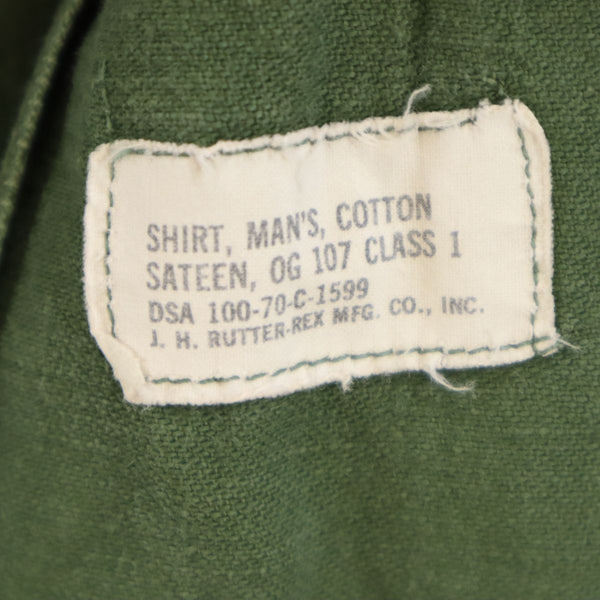 SHIRT, MAN'S, COTTON
SATEEN, OG 107 CLASS 1
DSA 100-70-C-1599
J. H. RUTTER-REX MFG. CO., INC.